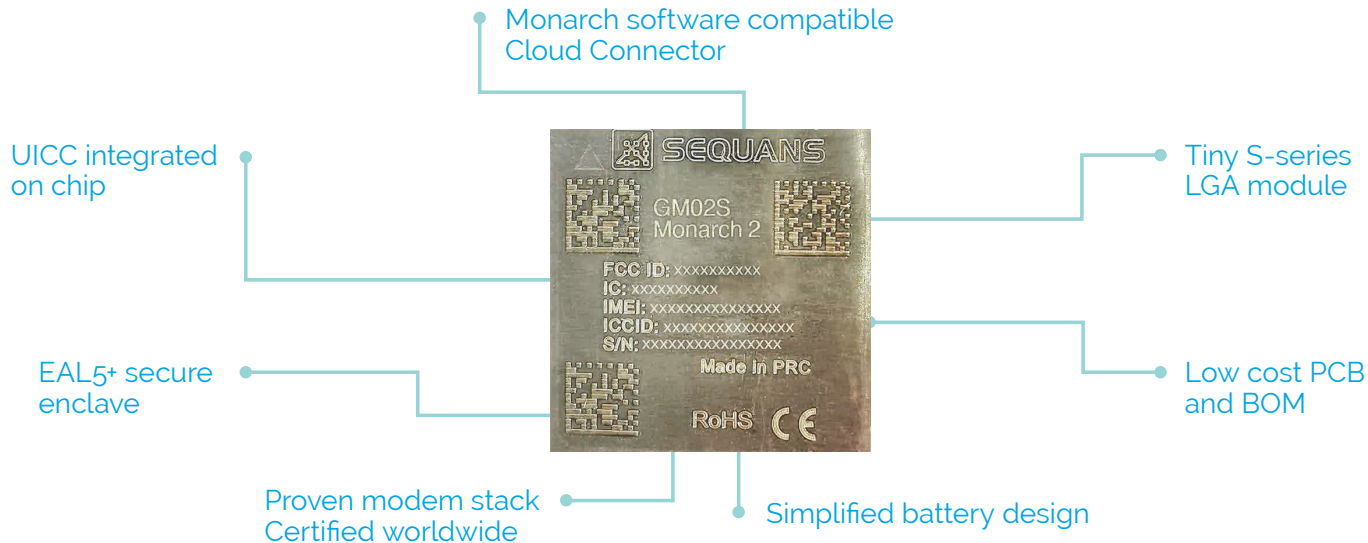 Monarch software compatible
Cloud Connector
UICC integrated
on chip
Tiny S-series
LGA module
SEQUANS
GM02S
Monarch 2
FCC ID: xxxxxxxxxx
IC: xxxxxxxxxx
IMEI: xxxxxxxxxxxxxxx
ICCID: xxxxxxxxxxxxxxx
S/N: xxxxxxxxxxxxxxxx
Made in PRC
RoHS CE
EAL5+ secure
enclave
Low cost PCB
and BOM
Proven modem stack
Certified worldwide
Simplified battery design